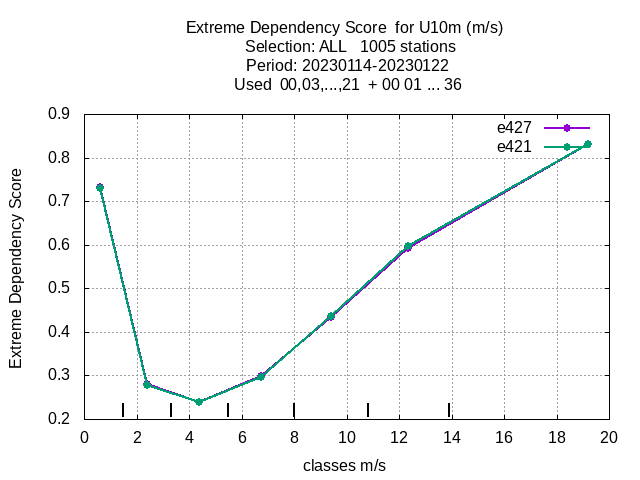 Extreme Dependency Score  for U10m (m/s)
Selection: ALL   1005 stations
Period: 20230114-20230122
Used  00,03,...,21  + 00 01 ... 36
e427
e421
Extreme Dependency Score
0.9
0.8
0.7
0.6
0.5
0.4
0.3
0.2
0 2 4 6 8 10 12 14 16 18 20
classes m/s